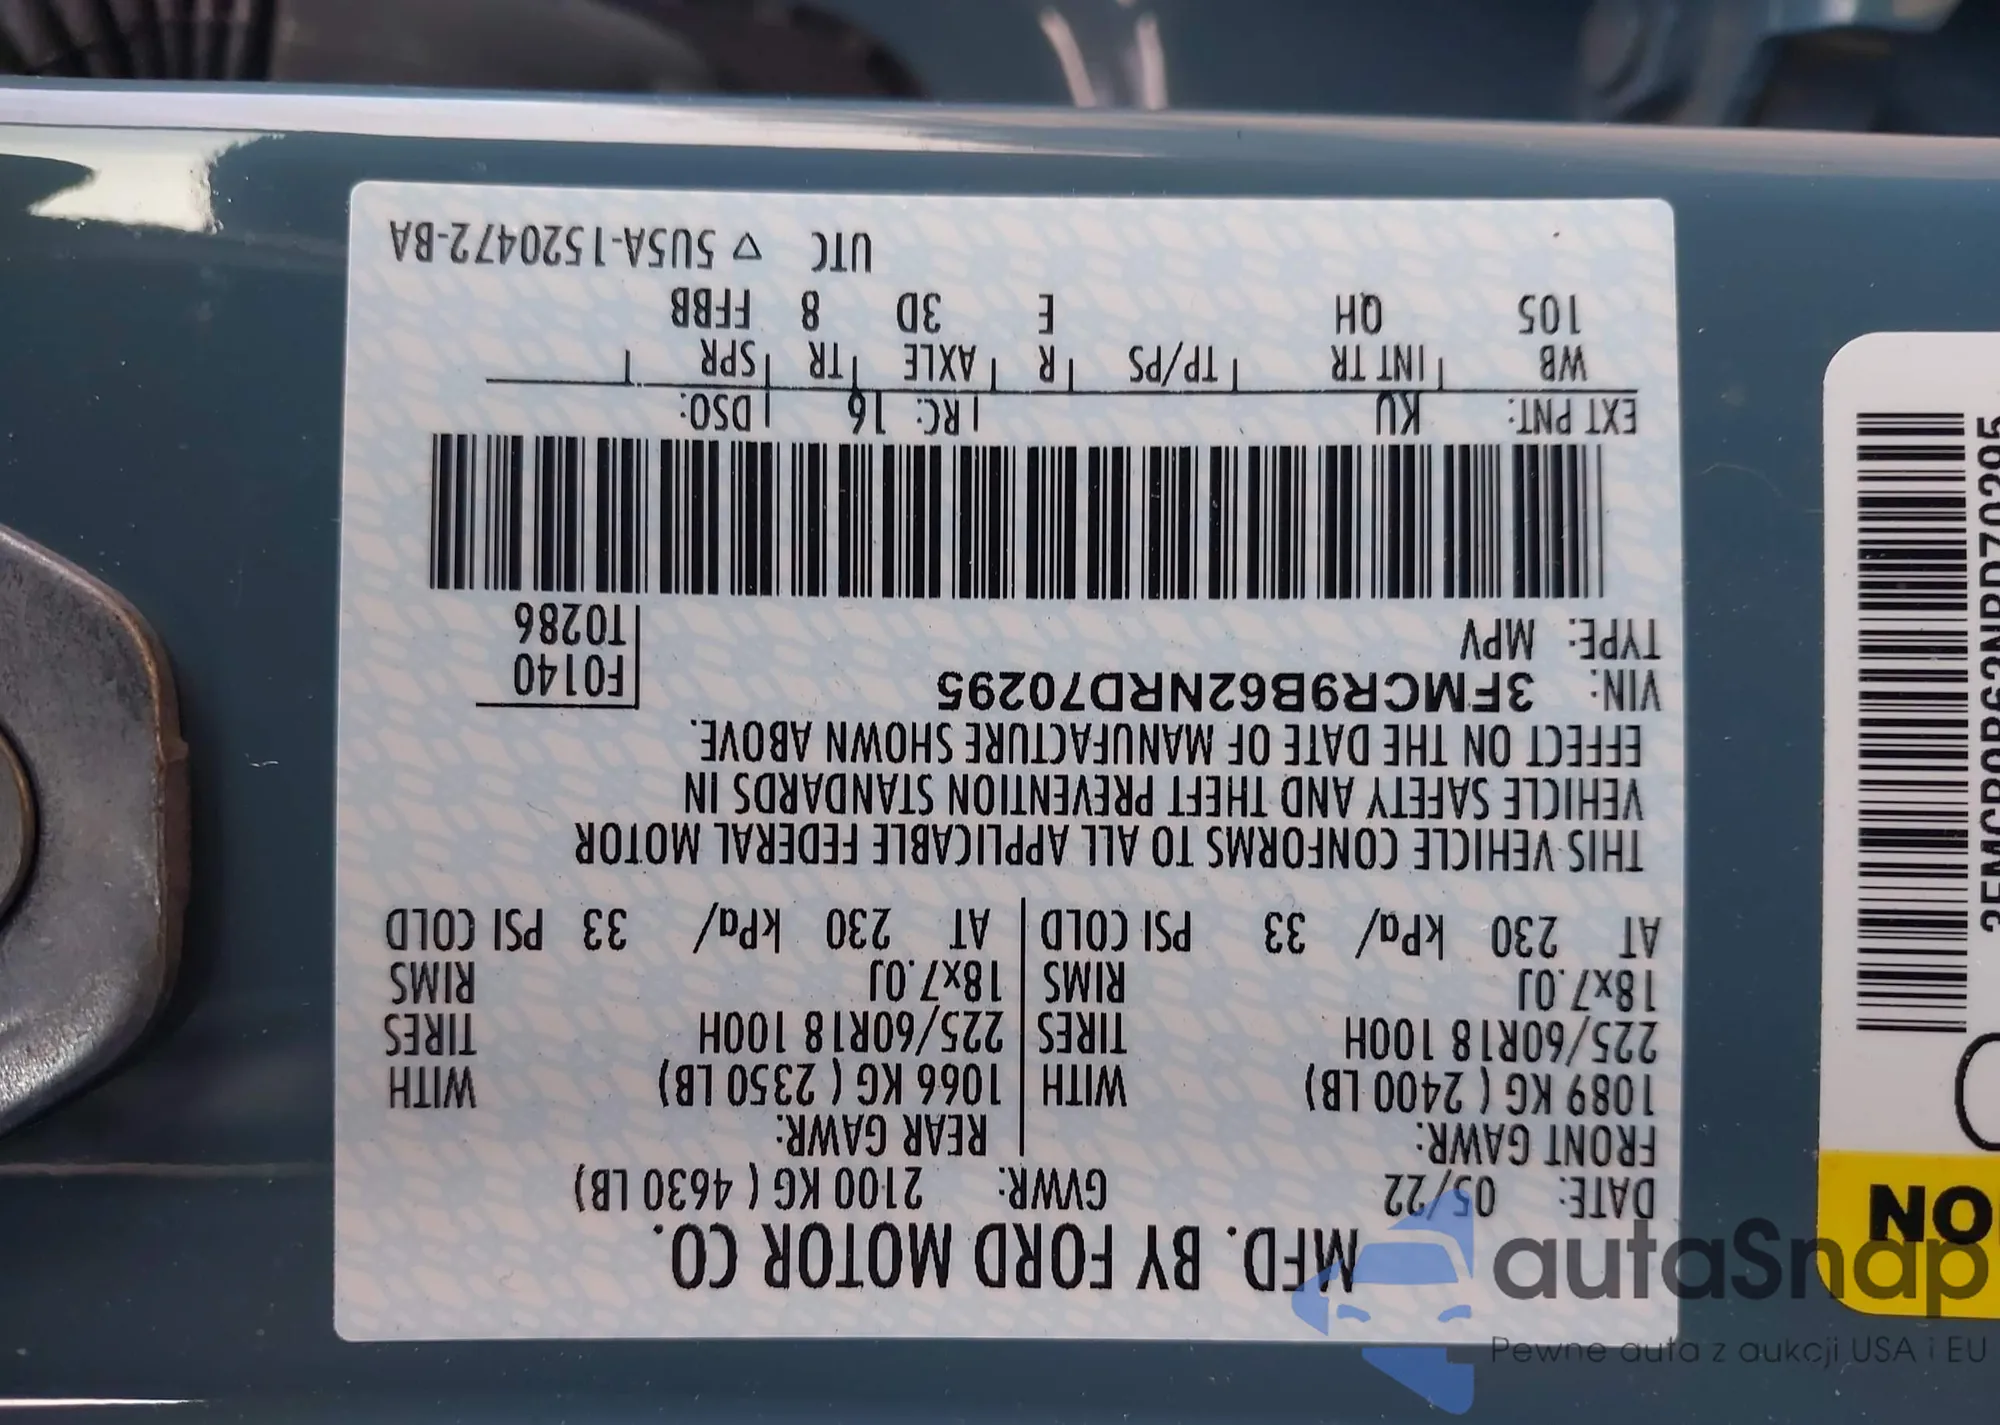 MFD. BY FORD MOTOR CO.
DATE: 05/22 GVWR: 2100 KG ( 4630 LB)
FRONT GAWR: REAR GAWR:
1089 KG ( 2400 LB) WITH 1066 KG ( 2350 LB) WITH
225/60R18 100H TIRES 225/60R18 100H TIRES
18x7.0J RIMS 18x7.0J RIMS
AT 230 kPa/ 33 PSI COLD AT 230 kPa/ 33 PSI COLD
THIS VEHICLE CONFORMS TO ALL APPLICABLE FEDERAL MOTOR
VEHICLE SAFETY AND THEFT PREVENTION STANDARDS IN
EFFECT ON THE DATE OF MANUFACTURE SHOWN ABOVE.
VIN: 3FMCR9B62NRD70295 F0140
TYPE: MPV T0286
EXT PNT: KU RC: 16 DSO:
WB INT TR TP/PS R AXLE TR SPR
105 QH E 3D 8 FFBB
UTC ▽ 5U5A-1520472-BA
3FMCR9B62NRD70295
NO
autaSnap
Pewne auta z aukcji USA i EU